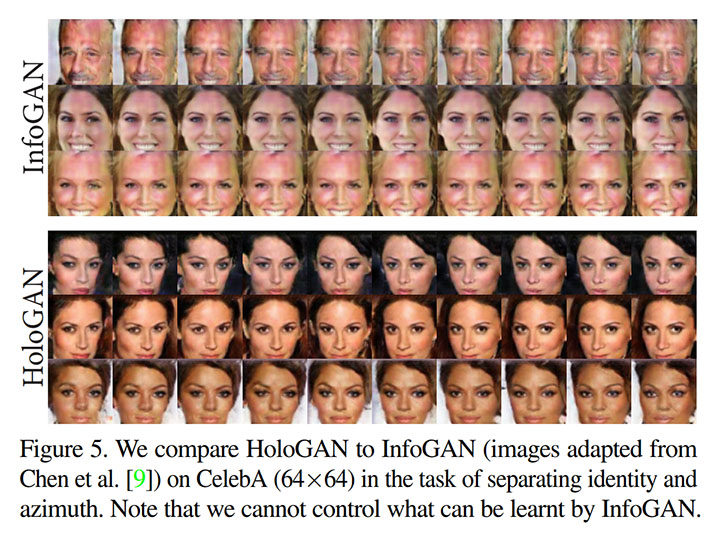 InfoGAN
HoloGAN
Figure 5. We compare HoloGAN to InfoGAN (images adapted from
Chen et al. [9]) on CelebA (64×64) in the task of separating identity and
azimuth. Note that we cannot control what can be learnt by InfoGAN.